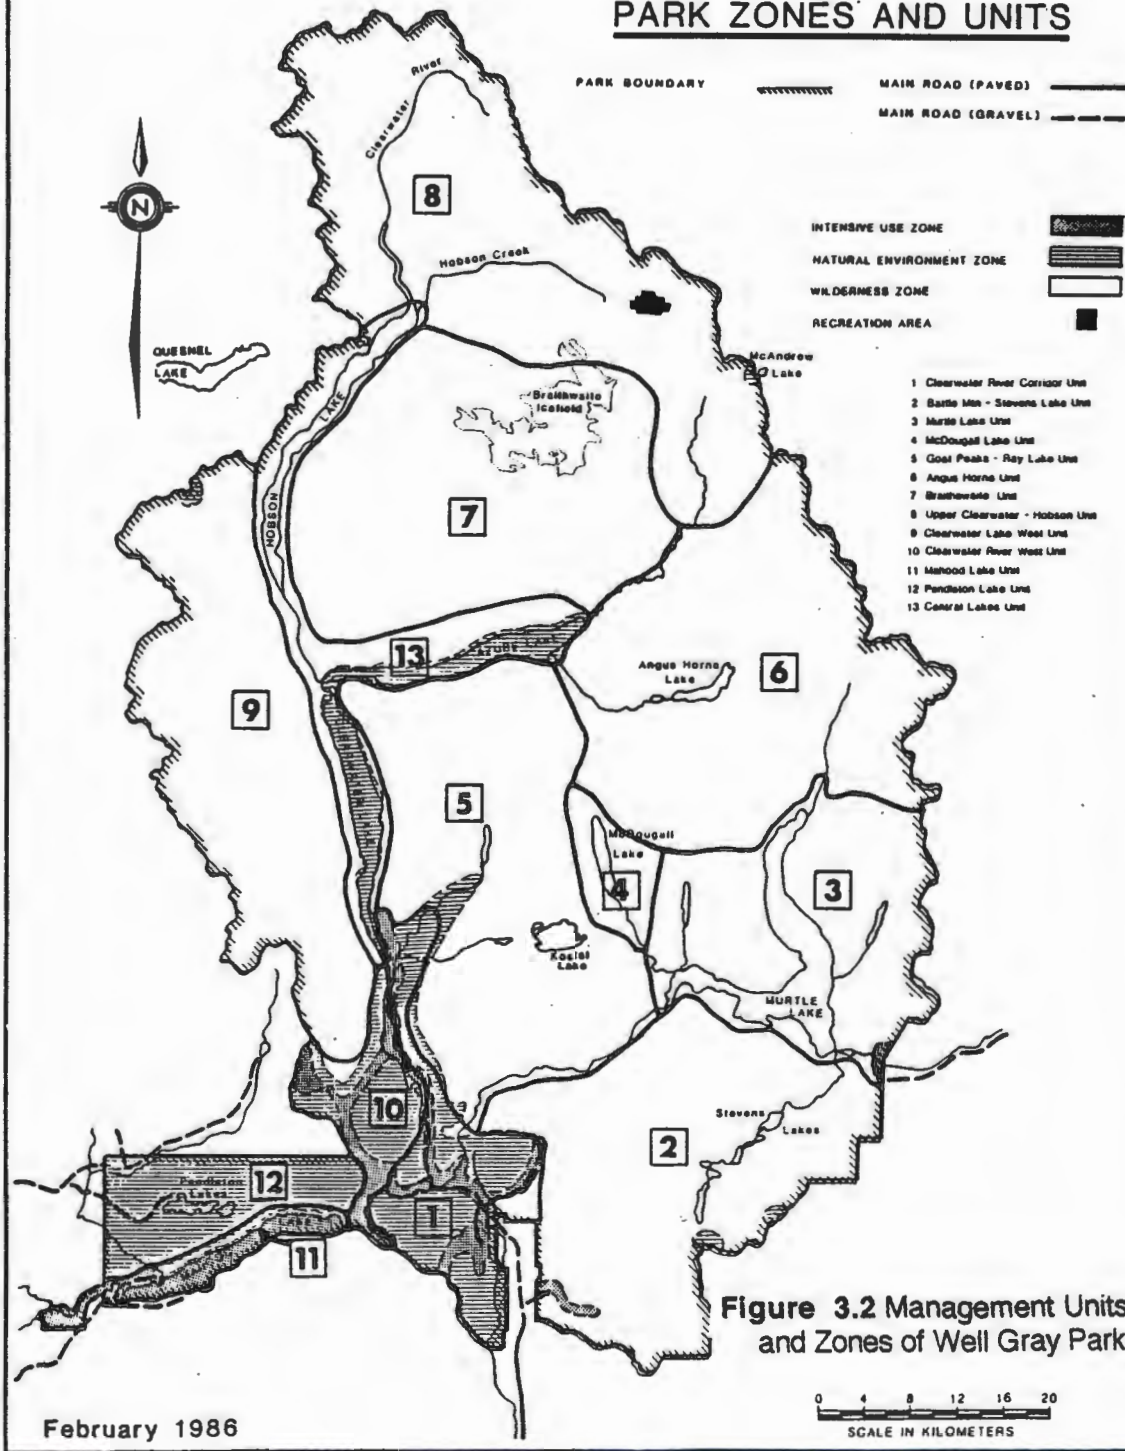 PARK ZONES AND UNITS
PARK BOUNDARY
MAIN ROAD (PAVED)
MAIN ROAD (GRAVEL)
INTENSIVE USE ZONE
NATURAL ENVIRONMENT ZONE
WILDERNESS ZONE
RECREATION AREA
1 Clearwater River Corridor Unit
2 Battle Mtn - Stevens Lake Unit
3 Murtle Lake Unit
4 McDougall Lake Unit
5 Goat Peaks - Ray Lake Unit
6 Angus Horne Unit
7 Braithewaite Unit
8 Upper Clearwater - Hobson Unit
9 Clearwater Lake West Unit
10 Clearwater River West Unit
11 Mahood Lake Unit
12 Pendleton Lake Unit
13 Central Lakes Unit
N
Clearwater River
8
Hobson Creek
QUESNEL
LAKE
McAndrew
Lake
HOBSON LAKE
Braithwaite
Icefield
7
13
AZURE LAKE
Angus Horne
Lake
6
9
5
McDougall
Lake
4
3
Kostal
Lake
MURTLE
LAKE
10
Stevens
Lakes
2
Pendleton
Lakes
12
1
11
Figure 3.2 Management Units
and Zones of Well Gray Park
0 4 8 12 16 20
SCALE IN KILOMETERS
February 1986